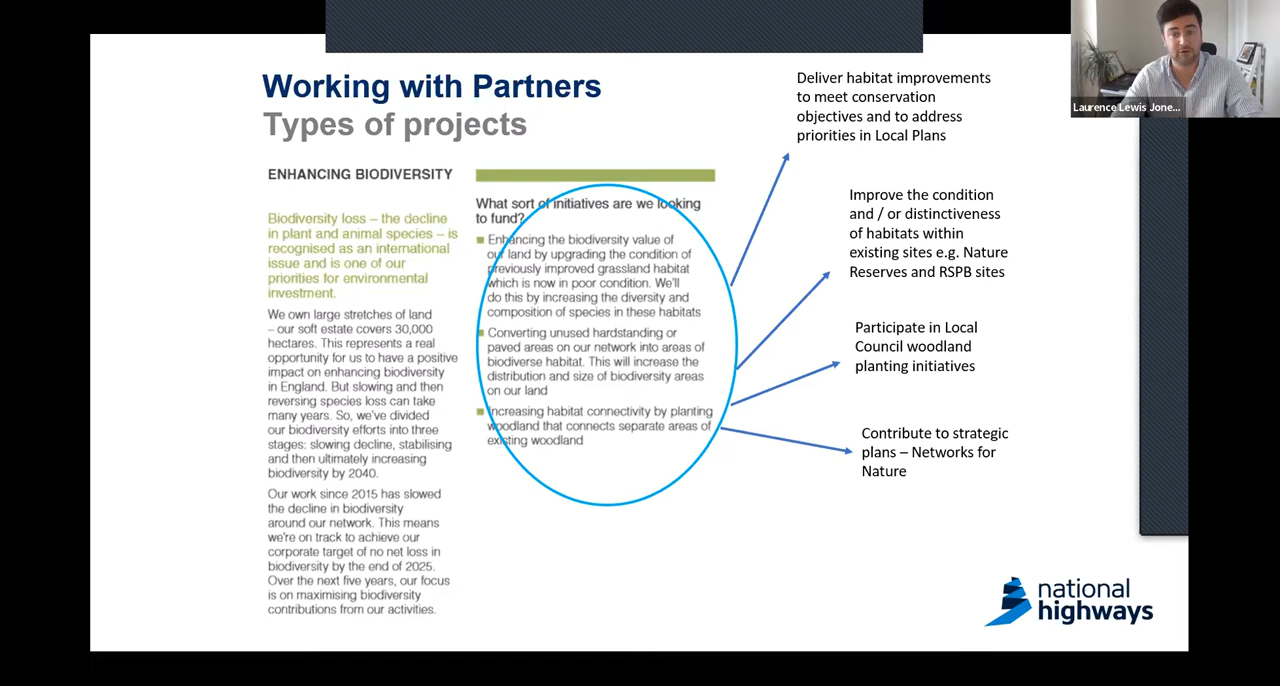 Working with Partners
Types of projects
ENHANCING BIODIVERSITY
Biodiversity loss – the decline
in plant and animal species – is
recognised as an international
issue and is one of our
priorities for environmental
investment.
We own large stretches of land
– our soft estate covers 30,000
hectares. This represents a real
opportunity for us to have a positive
impact on enhancing biodiversity
in England. But slowing and then
reversing species loss can take
many years. So, we've divided
our biodiversity efforts into three
stages: slowing decline, stabilising
and then ultimately increasing
biodiversity by 2040.
Our work since 2015 has slowed
the decline in biodiversity
around our network. This means
we're on track to achieve our
corporate target of no net loss in
biodiversity by the end of 2025.
Over the next five years, our focus
is on maximising biodiversity
contributions from our activities.
What sort of initiatives are we looking
to fund?
Enhancing the biodiversity value of
our land by upgrading the condition of
previously improved grassland habitat
which is now in poor condition. We'll
do this by increasing the diversity and
composition of species in these habitats
Converting unused hardstanding or
paved areas on our network into areas of
biodiverse habitat. This will increase the
distribution and size of biodiversity areas
on our land
Increasing habitat connectivity by planting
woodland that connects separate areas of
existing woodland
Deliver habitat improvements
to meet conservation
objectives and to address
priorities in Local Plans
Improve the condition
and / or distinctiveness
of habitats within
existing sites e.g. Nature
Reserves and RSPB sites
Participate in Local
Council woodland
planting initiatives
Contribute to strategic
plans – Networks for
Nature
national
highways
Laurence Lewis Jone...